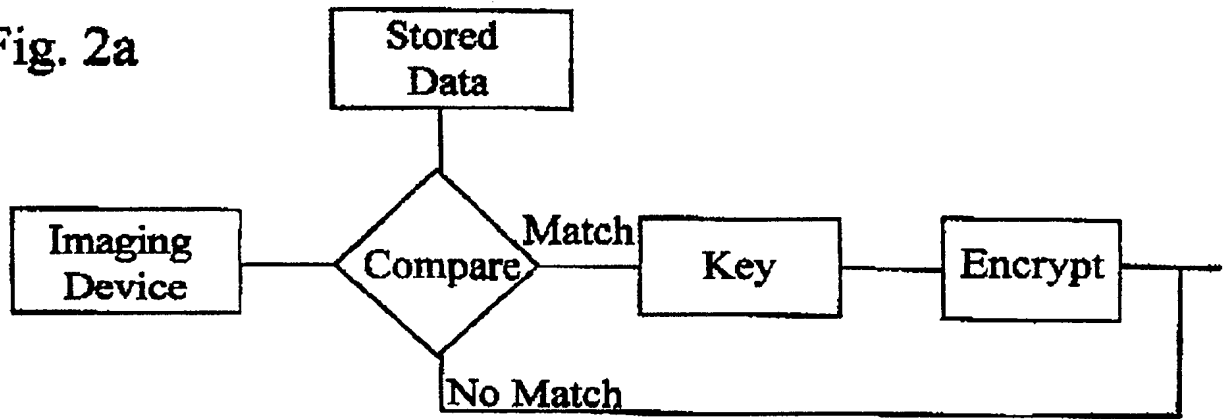 Fig. 2a
Stored
Data
Imaging
Device
Compare
Match
Key
Encrypt
No Match